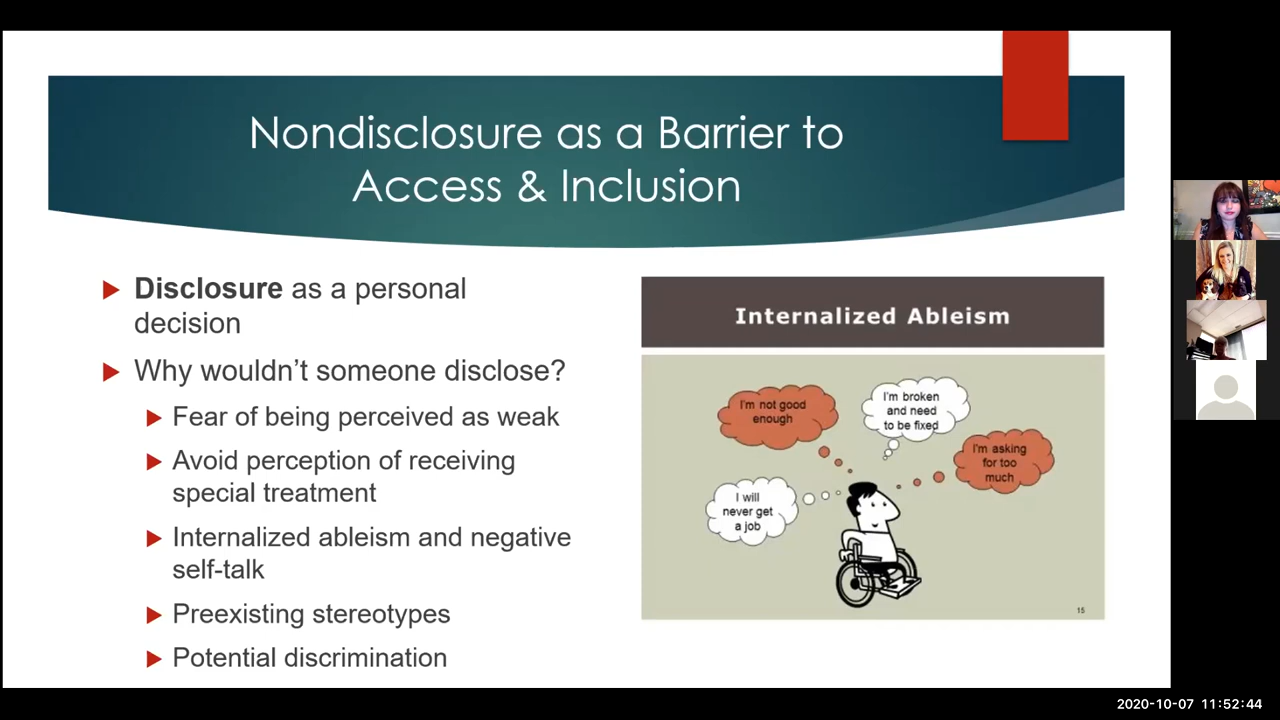 Nondisclosure as a Barrier to
Access & Inclusion
Disclosure as a personal
decision
Why wouldn’t someone disclose?
Fear of being perceived as weak
Avoid perception of receiving
special treatment
Internalized ableism and negative
self-talk
Preexisting stereotypes
Potential discrimination
Internalized Ableism
I'm not good
enough
I'm broken
and need
to be fixed
I'm asking
for too
much
I will
never get
a job
15
2020-10-07 11:52:44